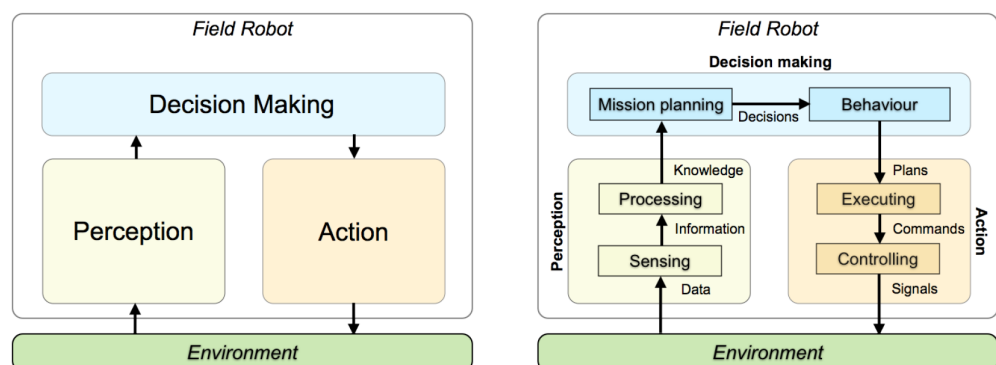 Field Robot
Decision Making
Perception
Action
Environment
Field Robot
Decision making
Mission planning
Decisions
Behaviour
Knowledge
Plans
Processing
Executing
Information
Commands
Sensing
Controlling
Data
Signals
Perception
Action
Environment